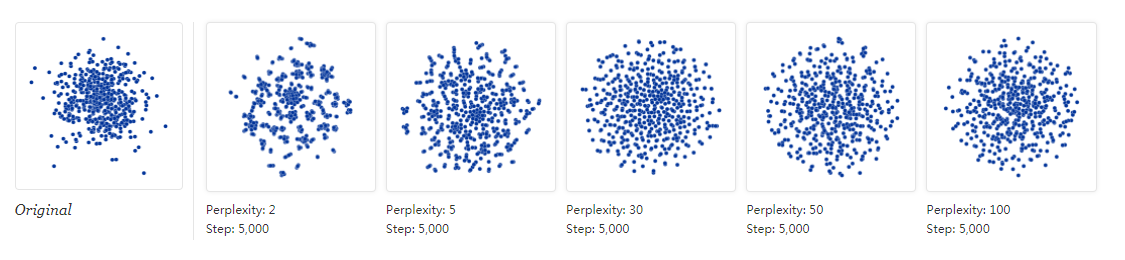 Original
Perplexity: 2
Step: 5,000
Perplexity: 5
Step: 5,000
Perplexity: 30
Step: 5,000
Perplexity: 50
Step: 5,000
Perplexity: 100
Step: 5,000